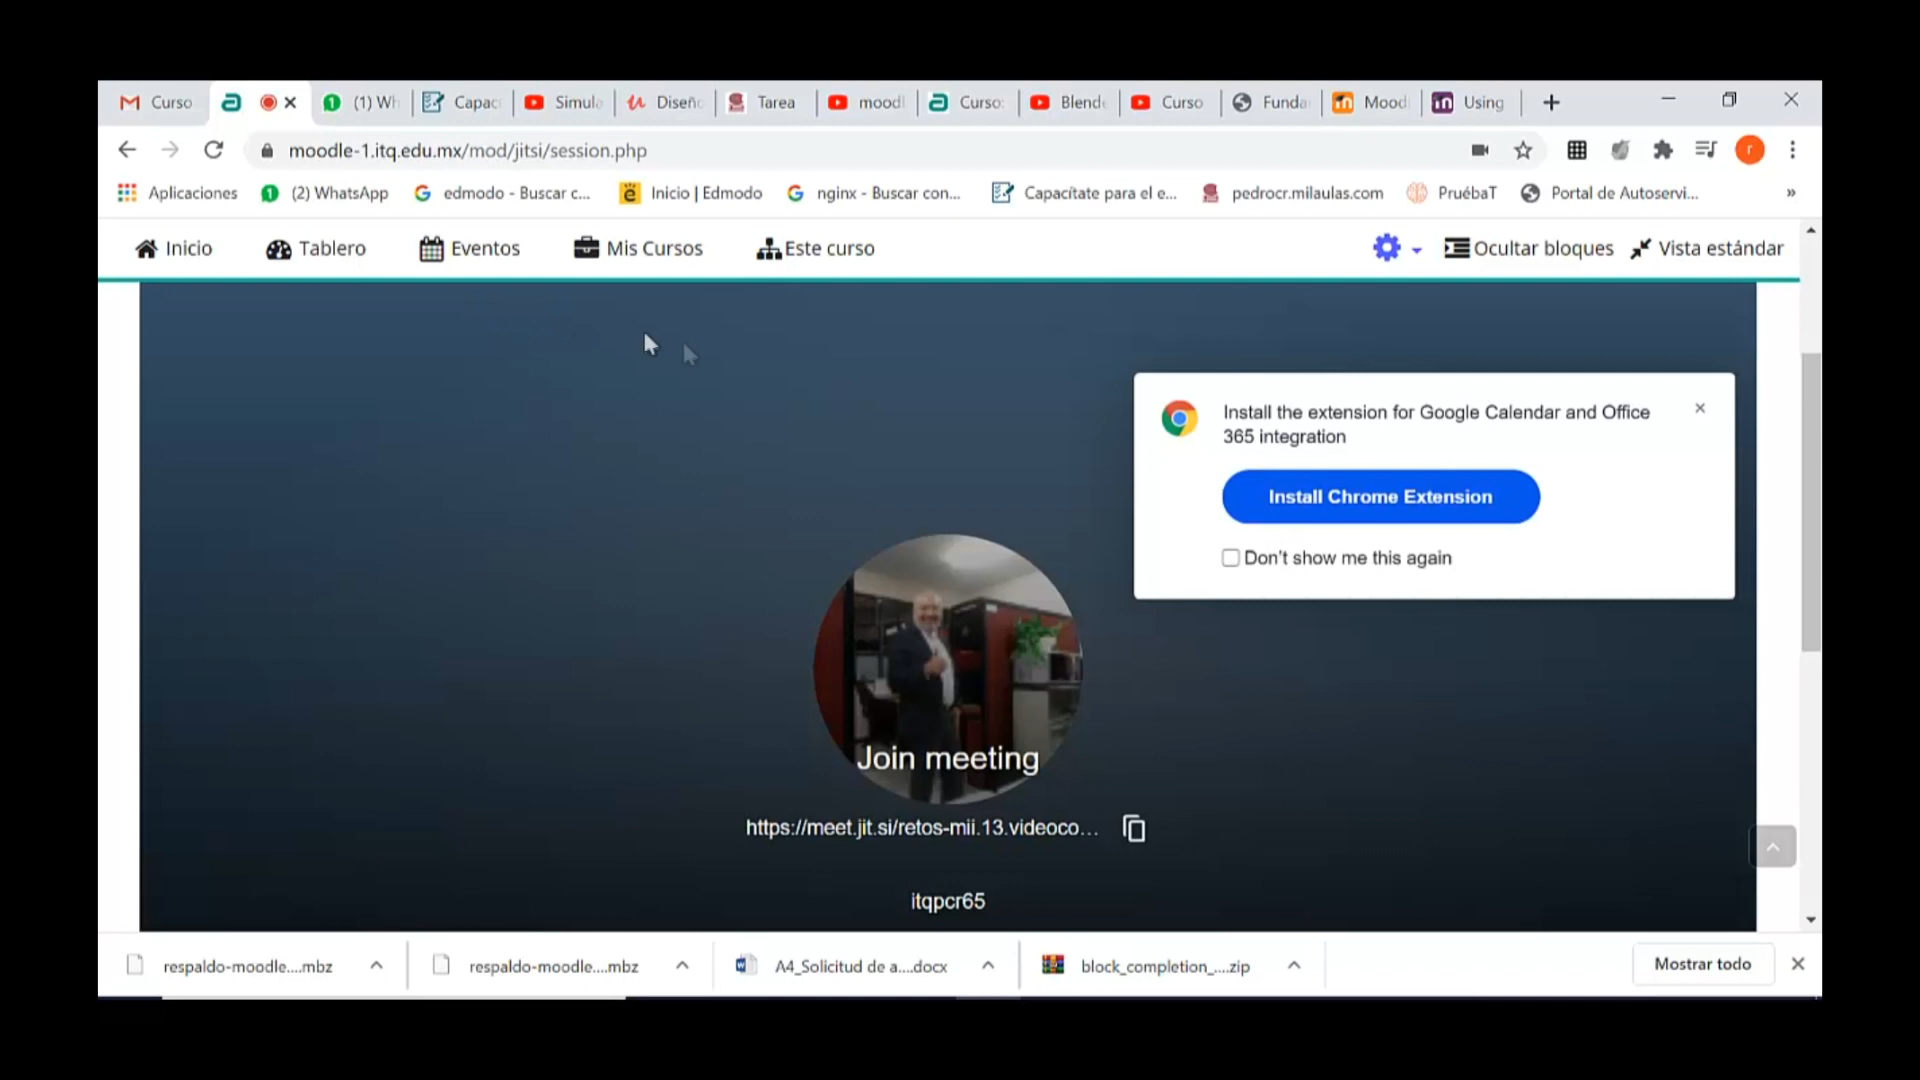 Curso
(1) Wh
Capac
Simula
Diseño
Tarea
moodl
Curso:
Blende
Curso
Funda
Mood
Using
moodle-1.itq.edu.mx/mod/jitsi/session.php
r
Aplicaciones
(2) WhatsApp
edmodo - Buscar c...
Inicio | Edmodo
nginx - Buscar con...
Capacítate para el e...
pedrocr.milaulas.com
PruébaT
Portal de Autoservi...
»
Inicio
Tablero
Eventos
Mis Cursos
Este curso
Ocultar bloques
Vista estándar
Install the extension for Google Calendar and Office
365 integration
Install Chrome Extension
Don't show me this again
Join meeting
https://meet.jit.si/retos-mii.13.videoco...
itqpcr65
respaldo-moodle....mbz
respaldo-moodle....mbz
A4_Solicitud de a....docx
block_completion_....zip
Mostrar todo